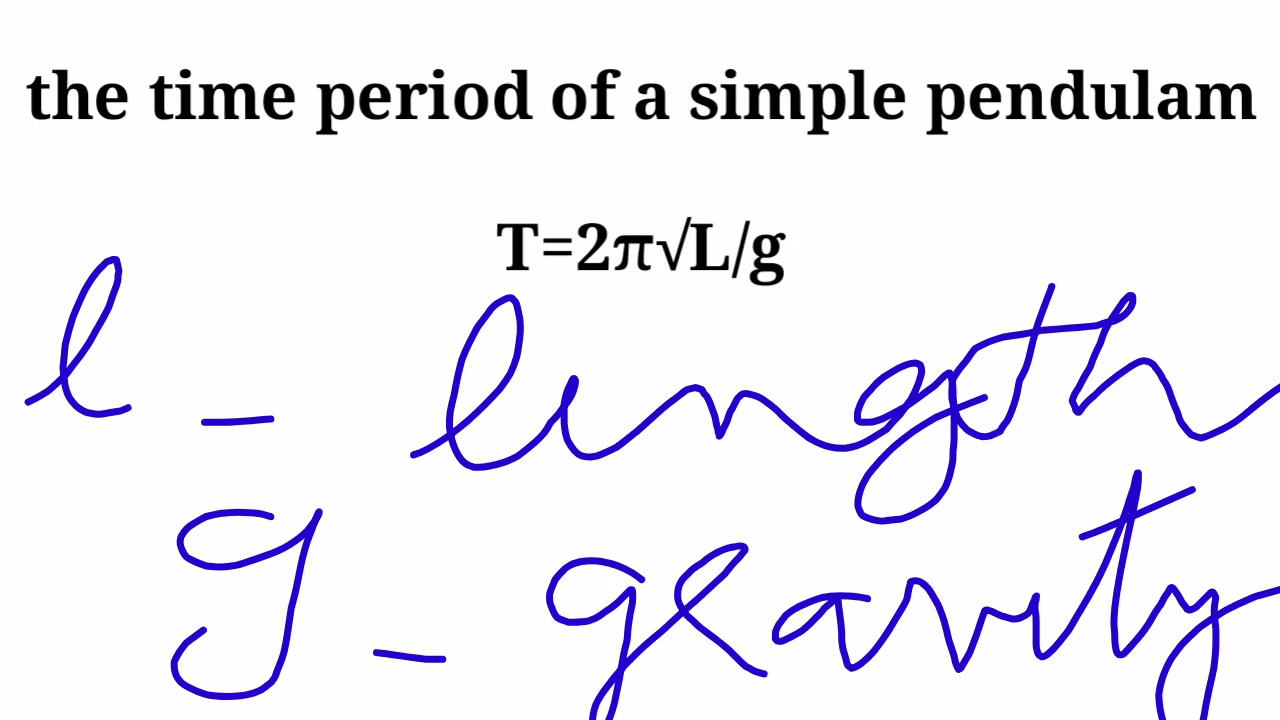 the time period of a simple pendulam
T=2π√L/g
l - length
g - gravity